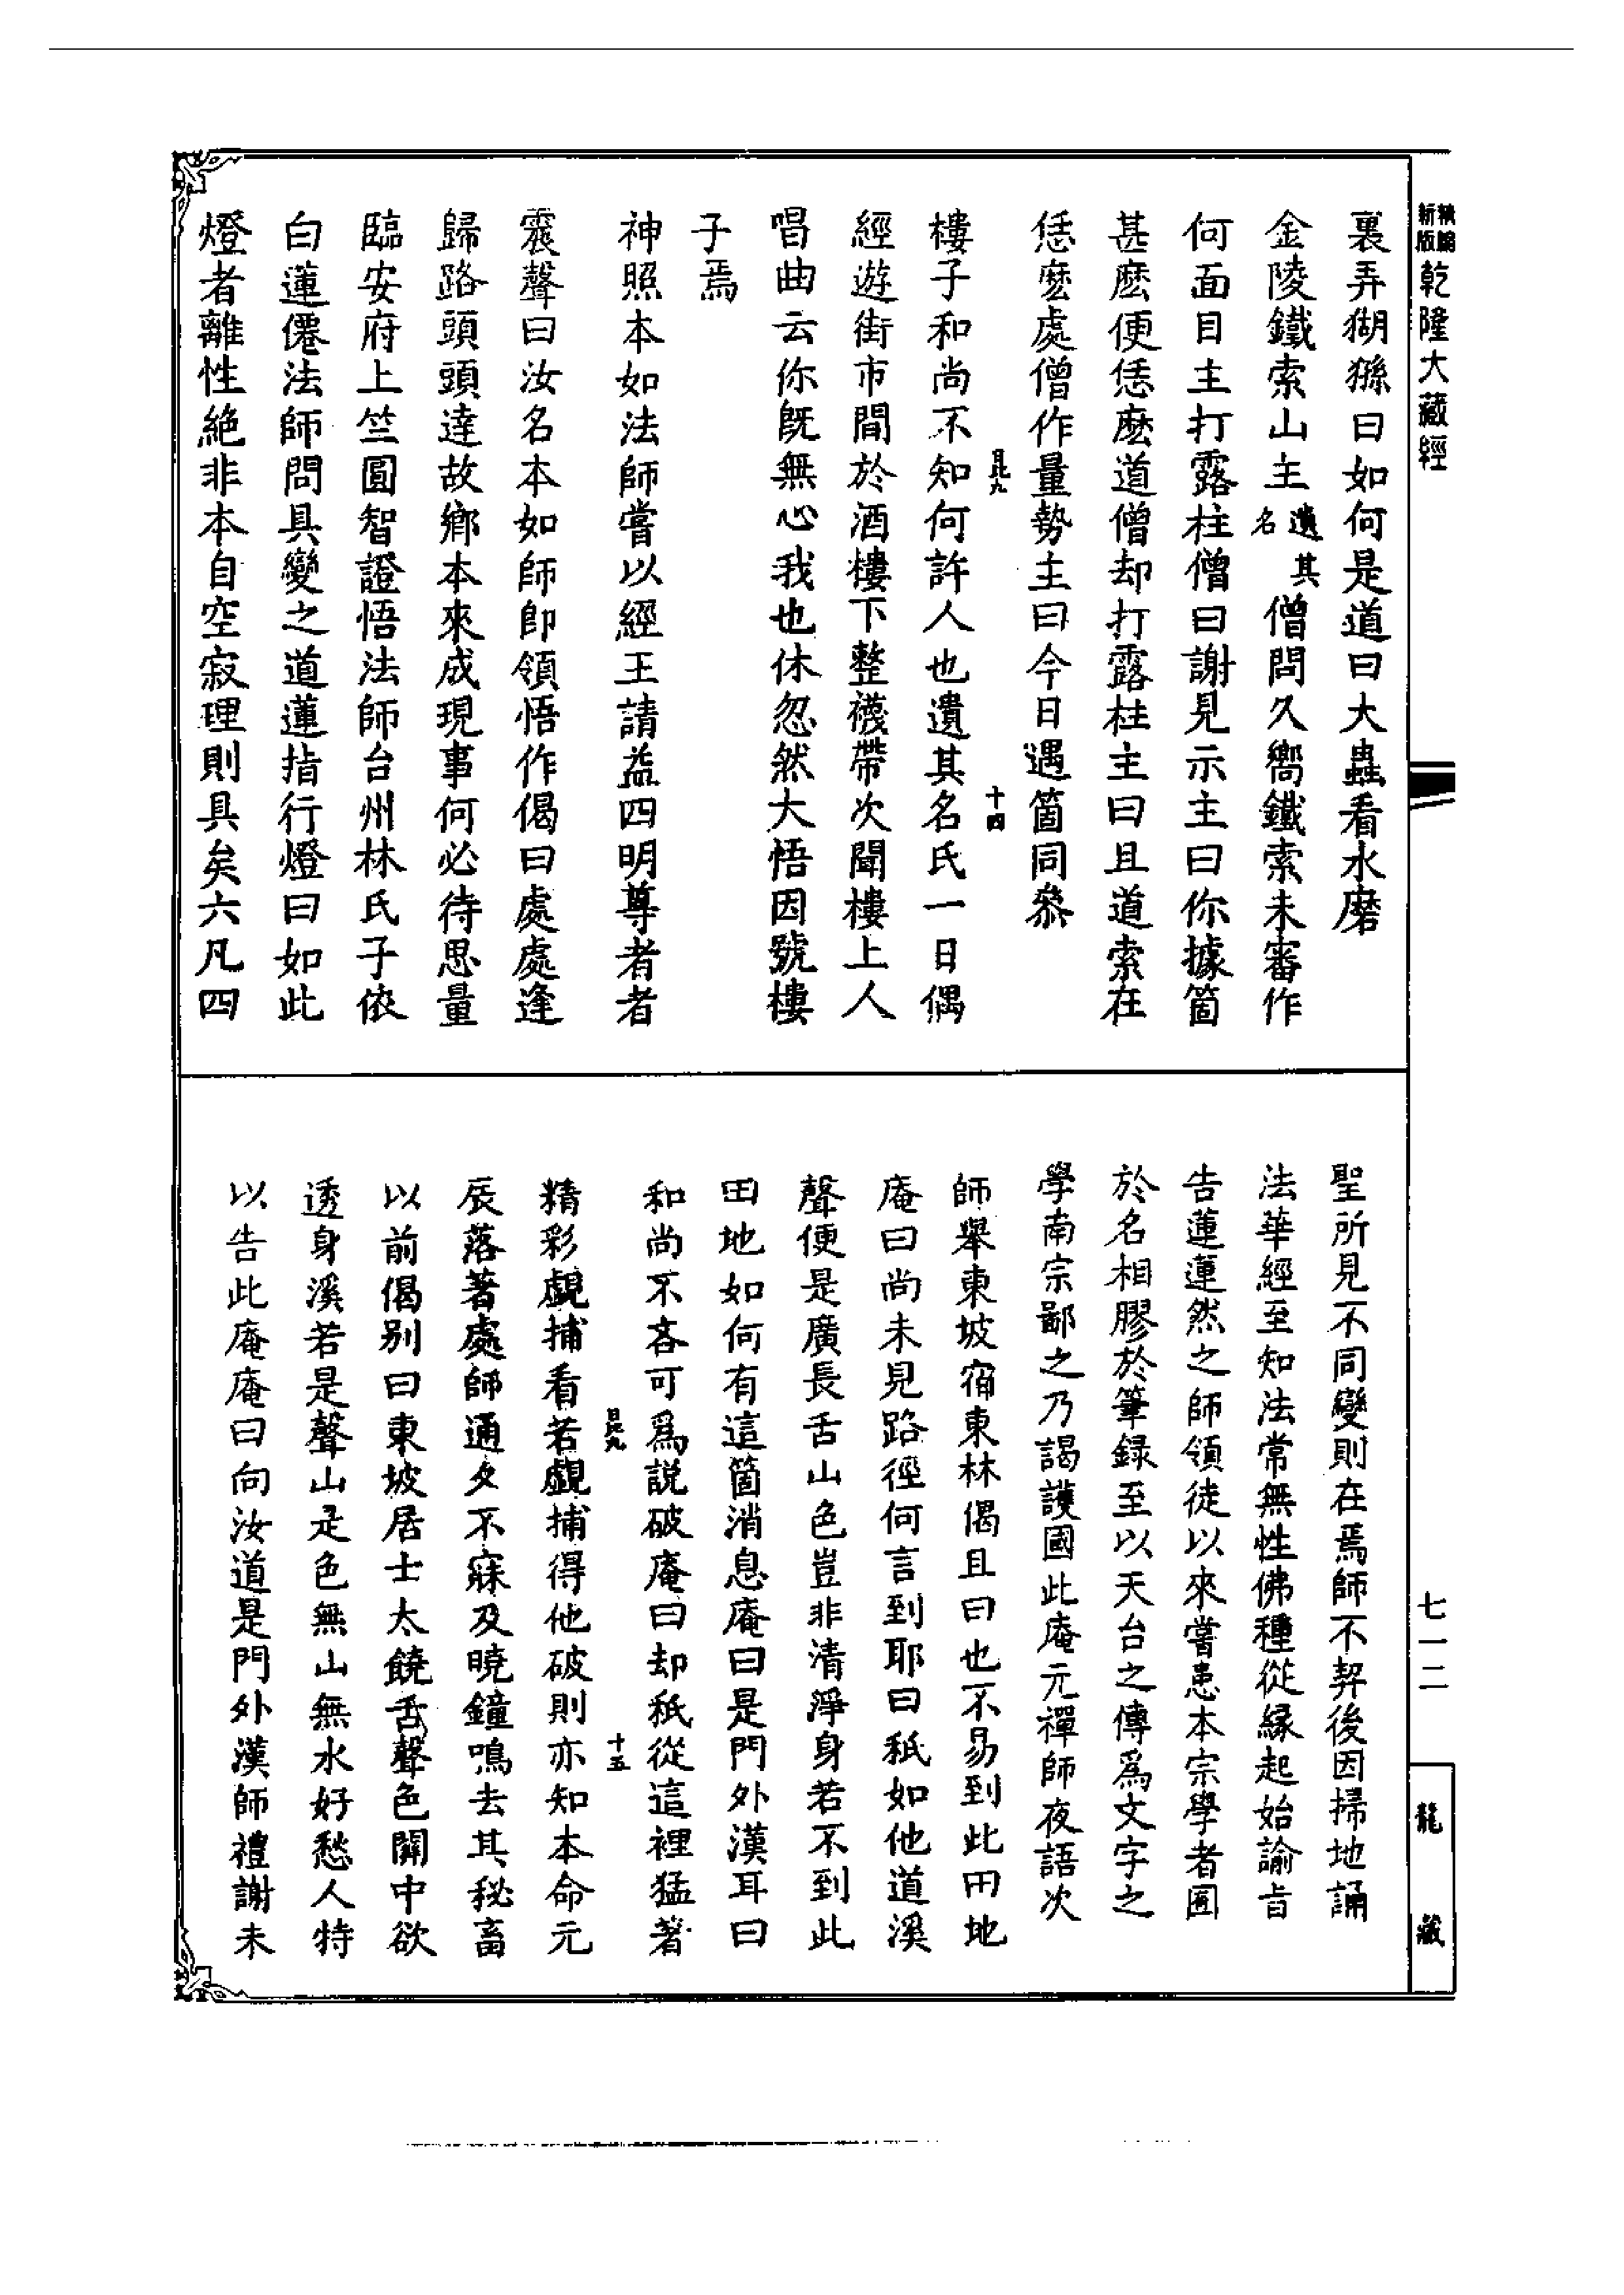 新編
新版
乾隆大藏經
裏弄猢猻曰如何是道曰大蟲看水磨
金陵鐵索山主遺其名僧問久嚮鐵索未審作
何面目主打露柱僧曰謝見示主曰你據箇
甚麽便恁麽道僧却打露柱主曰且道索在
恁麽處僧作量勢主曰今日遇箇同叅
昆九
十四
樓子和尚不知何許人也遺其名氏一日偶
經遊街市間於酒樓下整襪帶次聞樓上人
唱曲云你既無心我也休忽然大悟因號樓
子焉
神照本如法師嘗以經王請益四明尊者者
震聲曰汝名本如師即領悟作偈曰處處逢
歸路頭頭達故鄉本來成現事何必待思量
臨安府上竺圓智證悟法師台州林氏子依
白蓮僊法師問具變之道蓮指行燈曰如此
燈者離性絶非本自空寂理則具矣六凡四
聖所見不同變則在焉師不契後因掃地誦
法華經至知法常無性佛種從緣起始諭旨
告蓮蓮然之師領徒以來嘗患本宗學者囿
於名相膠於筆録至以天台之傳爲文字之
學南宗鄙之乃謁護國此庵元禪師夜語次
師舉東坡宿東林偈且曰也不易到此田地
庵曰尚未見路徑何言到耶曰秖如他道溪
聲便是廣長舌山色豈非清淨身若不到此
田地如何有這箇消息庵曰是門外漢耳曰
和尚不吝可爲說破庵曰却秖從這裡猛著
昆九
十五
精彩覷捕看若覷捕得他破則亦知本命元
辰落著處師通夕不寐及曉鐘鳴去其秘畜
以前偈别曰東坡居士太饒舌聲色關中欲
透身溪若是聲山是色無山無水好愁人特
以告此庵庵曰向汝道是門外漢師禮謝未
七一二
龍藏